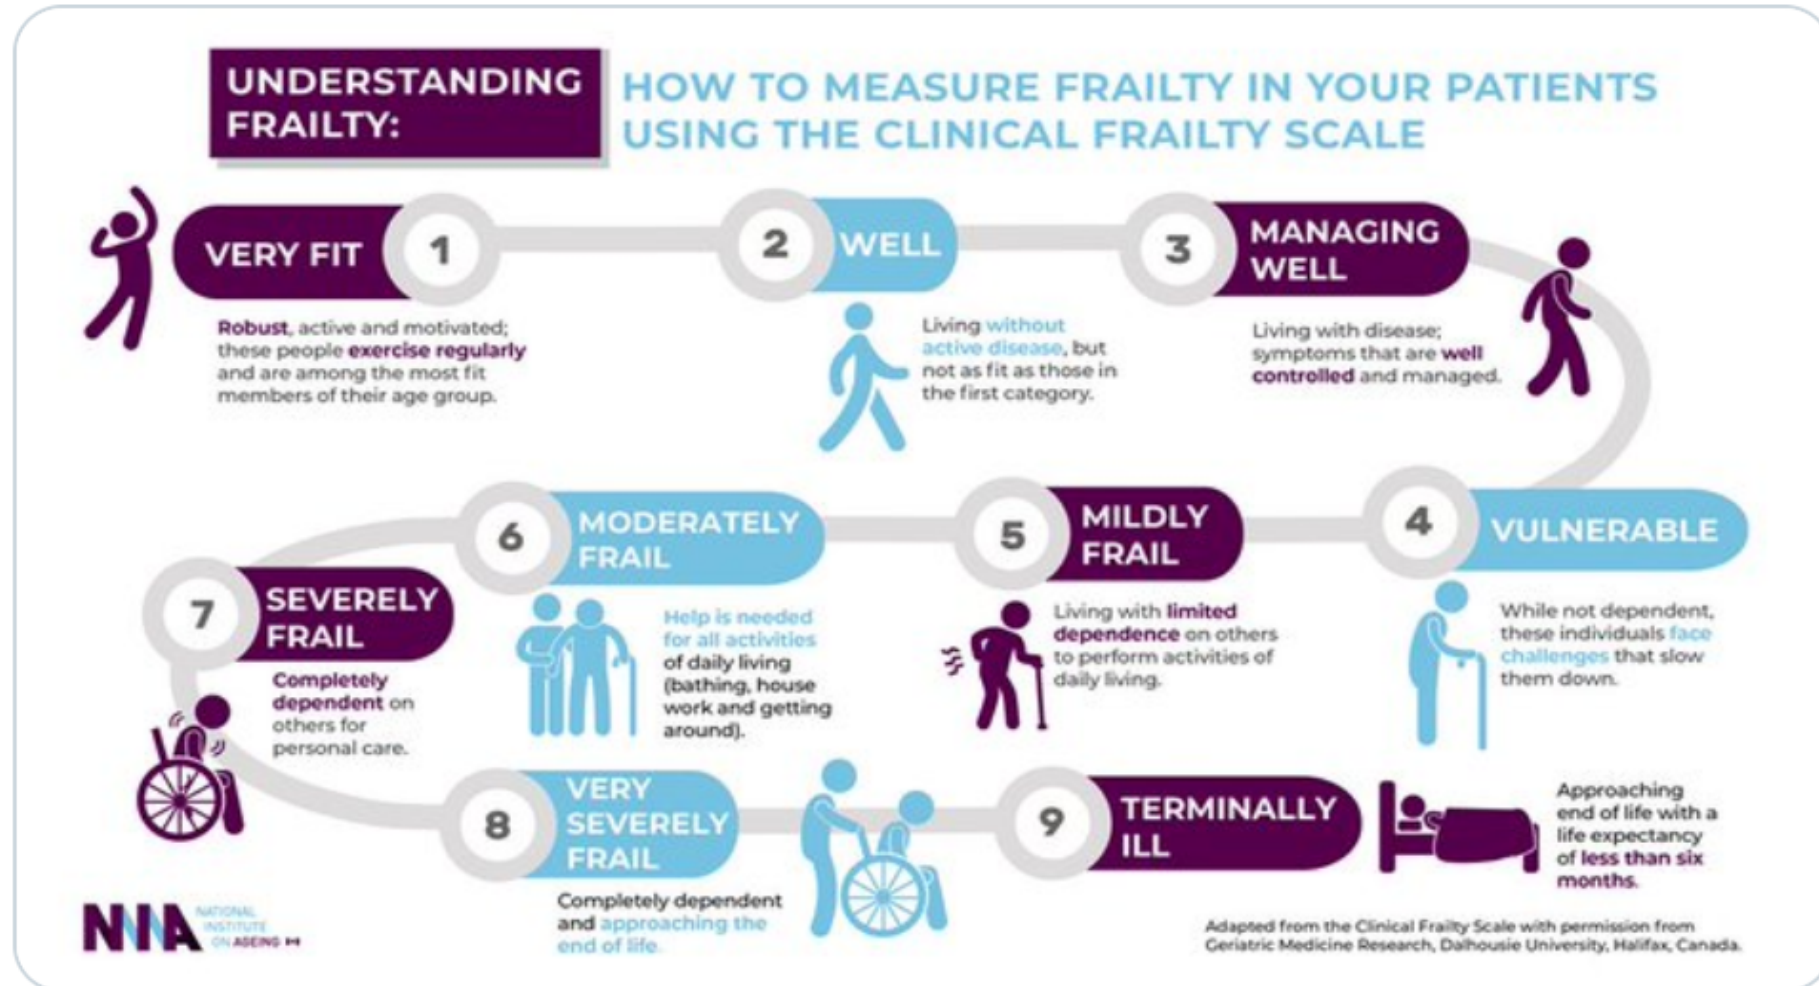 UNDERSTANDING
FRAILTY:
HOW TO MEASURE FRAILTY IN YOUR PATIENTS
USING THE CLINICAL FRAILTY SCALE
VERY FIT
1
Robust, active and motivated;
these people exercise regularly
and are among the most fit
members of their age group.
2
WELL
Living without
active disease, but
not as fit as those in
the first category.
3
MANAGING
WELL
Living with disease;
symptoms that are well
controlled and managed.
4
VULNERABLE
While not dependent,
these individuals face
challenges that slow
them down.
5
MILDLY
FRAIL
Living with limited
dependence on others
to perform activities of
daily living.
6
MODERATELY
FRAIL
Help is needed
for all activities
of daily living
(bathing, house
work and getting
around).
7
SEVERELY
FRAIL
Completely
dependent on
others for
personal care.
8
VERY
SEVERELY
FRAIL
Completely dependent
and approaching the
end of life.
9
TERMINALLY
ILL
Approaching
end of life with a
life expectancy
of less than six
months.
NIA
NATIONAL
INSTITUTE
ON AGEING
Adapted from the Clinical Frailty Scale with permission from
Geriatric Medicine Research, Dalhousie University, Halifax, Canada.